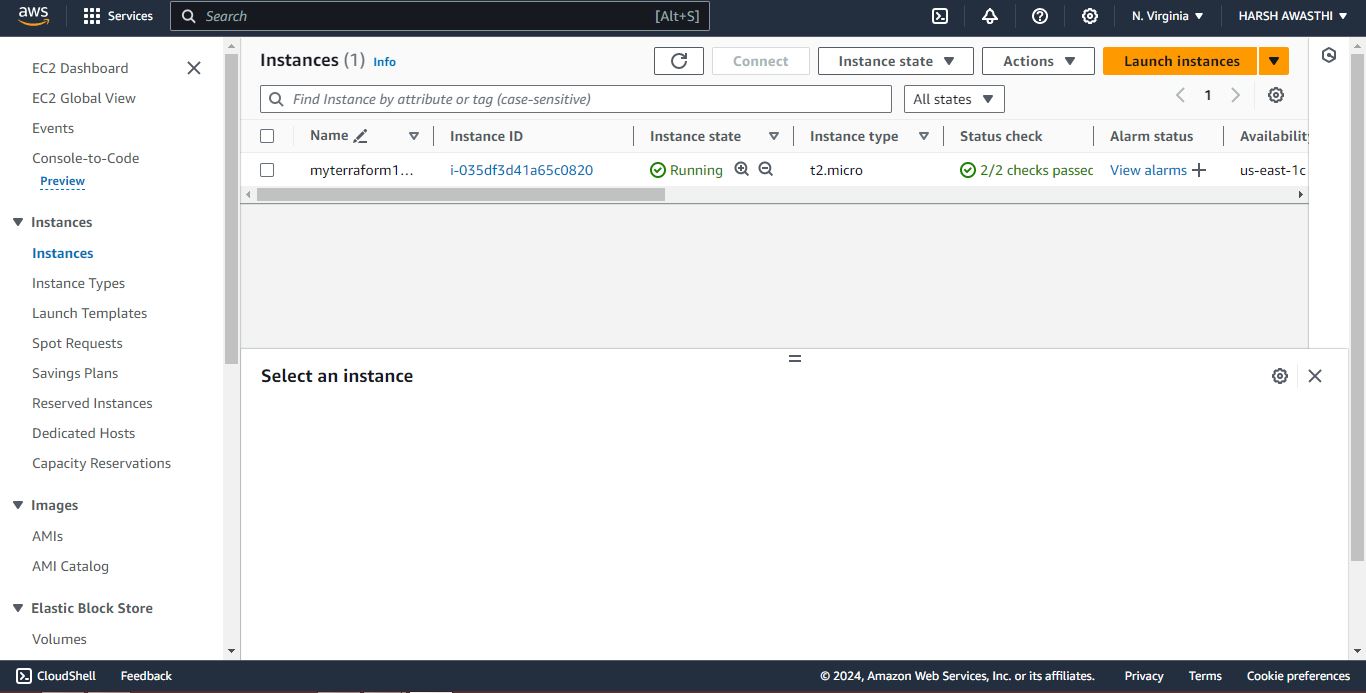 aws Services Search [Alt+S] N. Virginia HARSH AWASTHI
EC2 Dashboard
EC2 Global View
Events
Console-to-Code
Preview
Instances
Instances
Instance Types
Launch Templates
Spot Requests
Savings Plans
Reserved Instances
Dedicated Hosts
Capacity Reservations
Images
AMIs
AMI Catalog
Elastic Block Store
Volumes
Instances (1) Info Connect Instance state Actions Launch instances
Find Instance by attribute or tag (case-sensitive) All states 1
Name Instance ID Instance state Instance type Status check Alarm status Availability
myterraform1... i-035df3d41a65c0820 Running t2.micro 2/2 checks passec View alarms + us-east-1c
Select an instance
CloudShell Feedback © 2024, Amazon Web Services, Inc. or its affiliates. Privacy Terms Cookie preferences